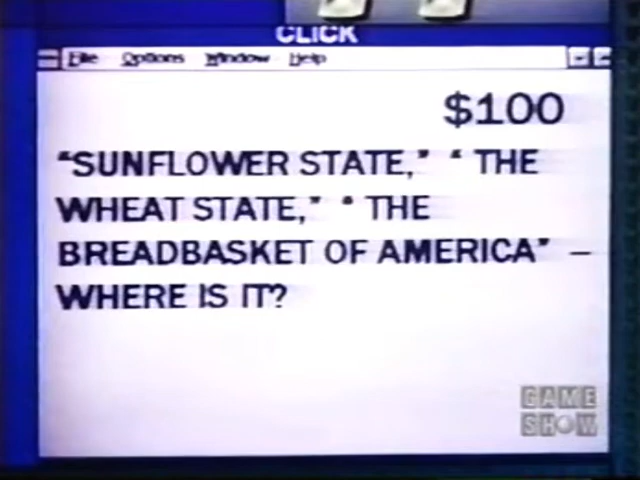 CLICK
File Options Window Help
$100
"SUNFLOWER STATE," " THE
WHEAT STATE," " THE
BREADBASKET OF AMERICA" –
WHERE IS IT?
GAME
SHOW